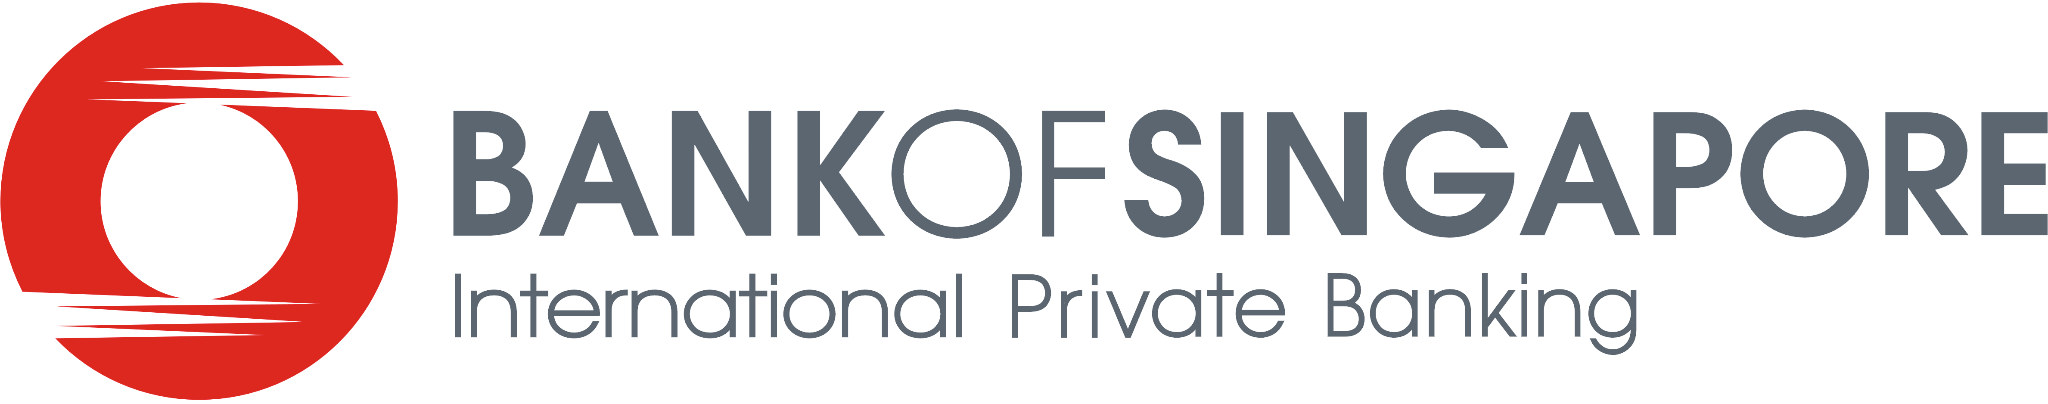 BANKOFSINGAPORE
International Private Banking